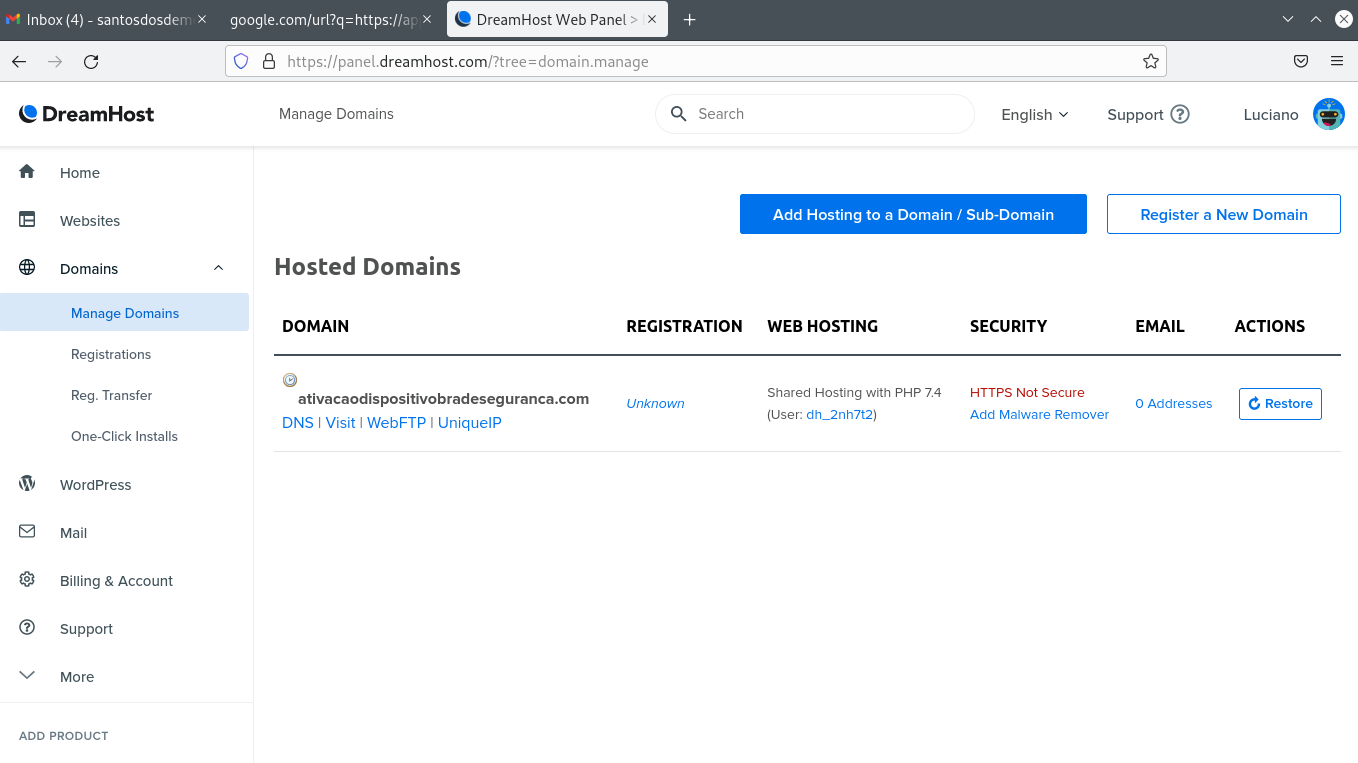 Inbox (4) - santosdosdem
google.com/url?q=https://ap
DreamHost Web Panel >
https://panel.dreamhost.com/?tree=domain.manage
DreamHost
Manage Domains
Search
English
Support
Luciano
Home
Websites
Domains
Manage Domains
Registrations
Reg. Transfer
One-Click Installs
WordPress
Mail
Billing & Account
Support
More
ADD PRODUCT
Add Hosting to a Domain / Sub-Domain
Register a New Domain
Hosted Domains
DOMAIN REGISTRATION WEB HOSTING SECURITY EMAIL ACTIONS
ativacaodispositivobradeseguranca.com
DNS | Visit | WebFTP | UniqueIP
Unknown
Shared Hosting with PHP 7.4
(User: dh_2nh7t2)
HTTPS Not Secure
Add Malware Remover
0 Addresses
Restore